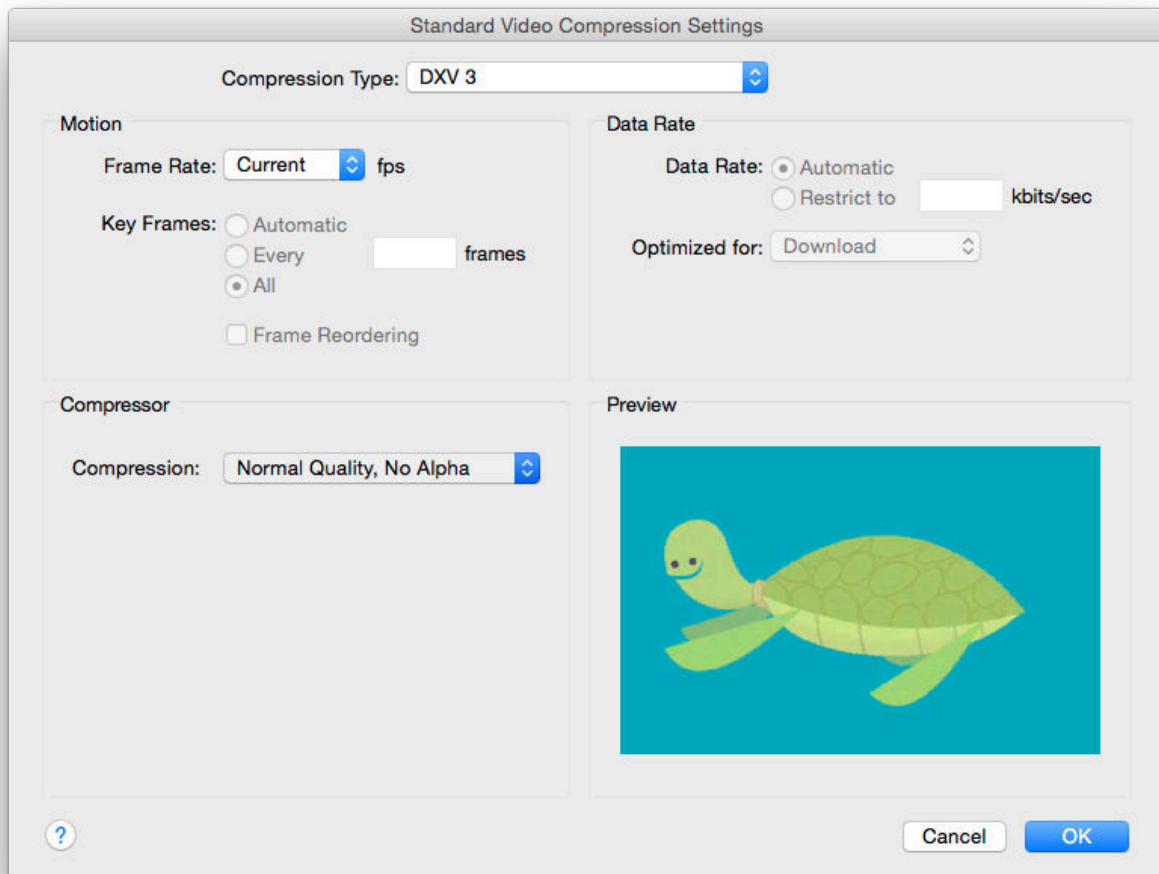 Standard Video Compression Settings
Compression Type: DXV 3
Motion
Frame Rate: Current fps
Key Frames: Automatic
Every frames
All
Frame Reordering
Data Rate
Data Rate: Automatic
Restrict to kbits/sec
Optimized for: Download
Compressor
Compression: Normal Quality, No Alpha
Preview
?
Cancel OK